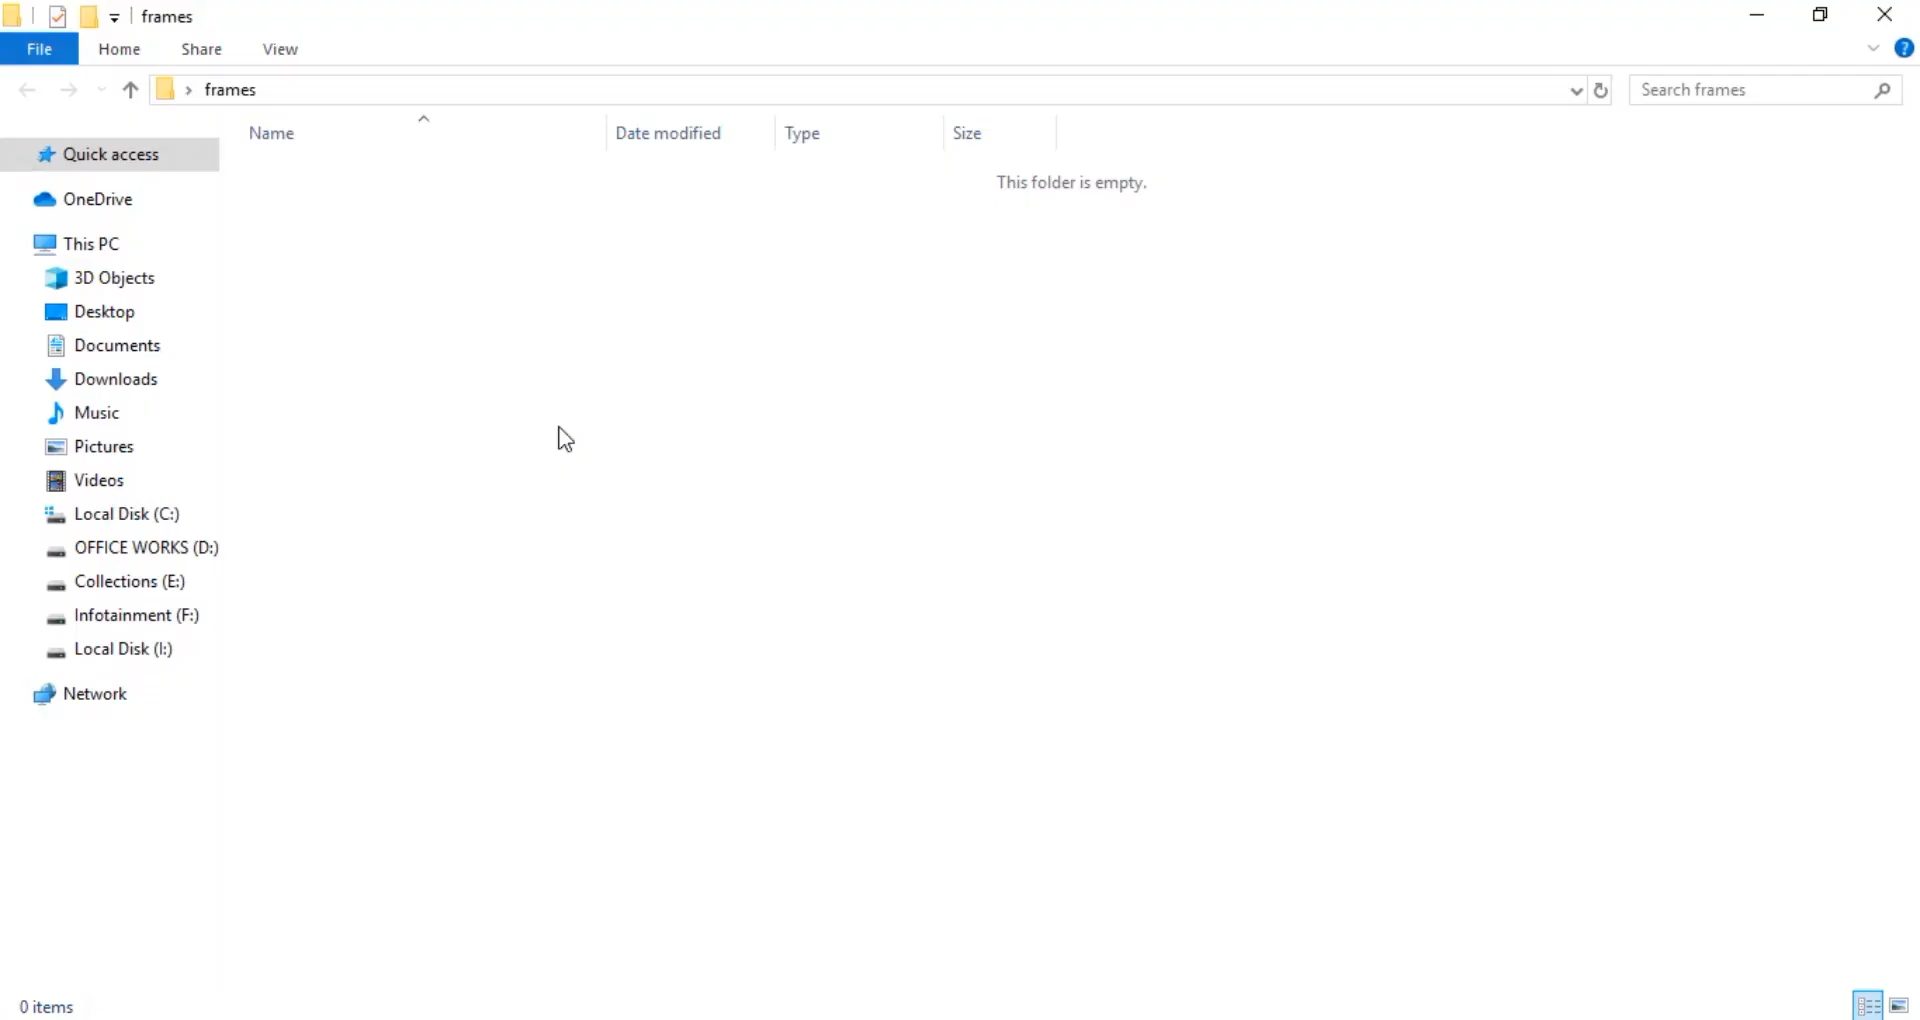 frames
File Home Share View
frames
Search frames
Name Date modified Type Size
This folder is empty.
Quick access
OneDrive
This PC
3D Objects
Desktop
Documents
Downloads
Music
Pictures
Videos
Local Disk (C:)
OFFICE WORKS (D:)
Collections (E:)
Infotainment (F:)
Local Disk (I:)
Network
0 items